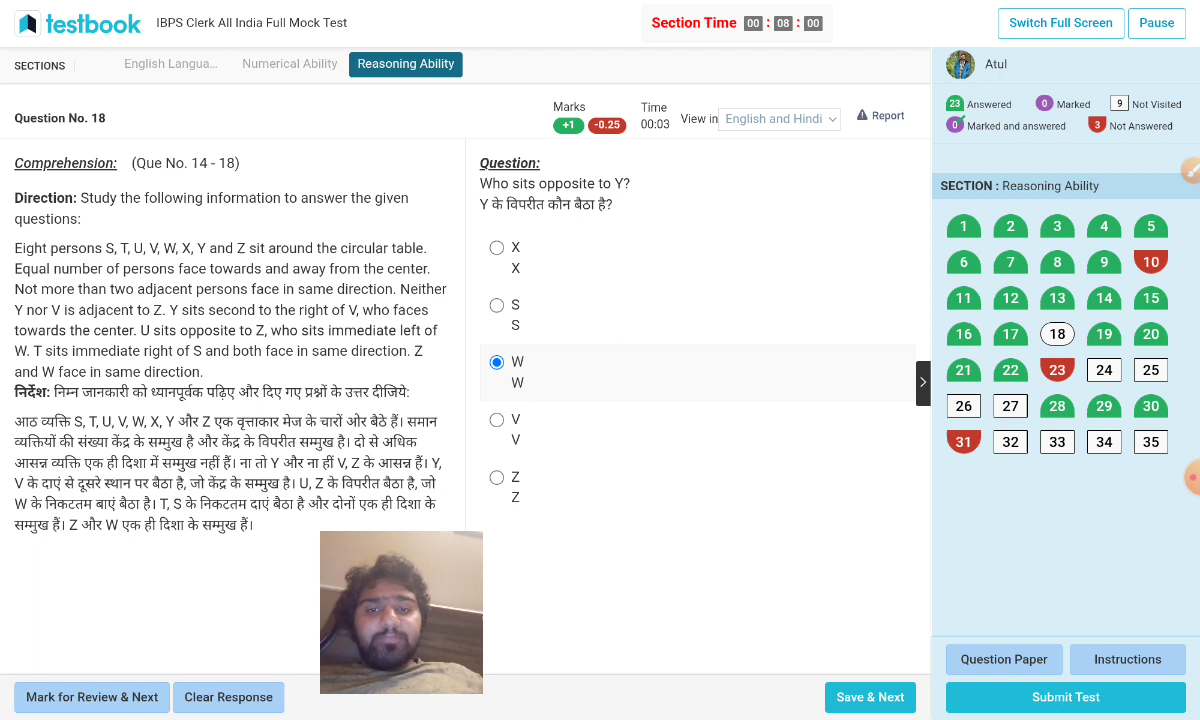 testbook
IBPS Clerk All India Full Mock Test
Section Time 00 : 08 : 00
Switch Full Screen
Pause
SECTIONS
English Langua...
Numerical Ability
Reasoning Ability
Atul
23 Answered
0 Marked
9 Not Visited
0 Marked and answered
3 Not Answered
Question No. 18
Marks
+1 -0.25
Time
00:03
View in English and Hindi
Report
Comprehension: (Que No. 14 - 18)
Direction: Study the following information to answer the given
questions:
Eight persons S, T, U, V, W, X, Y and Z sit around the circular table.
Equal number of persons face towards and away from the center.
Not more than two adjacent persons face in same direction. Neither
Y nor V is adjacent to Z. Y sits second to the right of V, who faces
towards the center. U sits opposite to Z, who sits immediate left of
W. T sits immediate right of S and both face in same direction. Z
and W face in same direction.
निर्देश: निम्न जानकारी को ध्यानपूर्वक पढ़िए और दिए गए प्रश्नों के उत्तर दीजिये:
आठ व्यक्ति S, T, U, V, W, X, Y और Z एक वृत्ताकार मेज के चारों ओर बैठे हैं। समान
व्यक्तियों की संख्या केंद्र के सम्मुख है और केंद्र के विपरीत सम्मुख है। दो से अधिक
आसन्न व्यक्ति एक ही दिशा में सम्मुख नहीं हैं। ना तो Y और ना हीं V, Z के आसन्न हैं। Y,
V के दाएं से दूसरे स्थान पर बैठा है, जो केंद्र के सम्मुख है। U, Z के विपरीत बैठा है, जो
W के निकटतम बाएं बैठा है। T, S के निकटतम दाएं बैठा है और दोनों एक ही दिशा के
सम्मुख हैं। Z और W एक ही दिशा के सम्मुख हैं।
Question:
Who sits opposite to Y?
Y के विपरीत कौन बैठा है?
X
X
S
S
W
W
V
V
Z
Z
SECTION : Reasoning Ability
1 2 3 4 5
6 7 8 9 10
11 12 13 14 15
16 17 18 19 20
21 22 23 24 25
26 27 28 29 30
31 32 33 34 35
Question Paper
Instructions
Mark for Review & Next
Clear Response
Save & Next
Submit Test